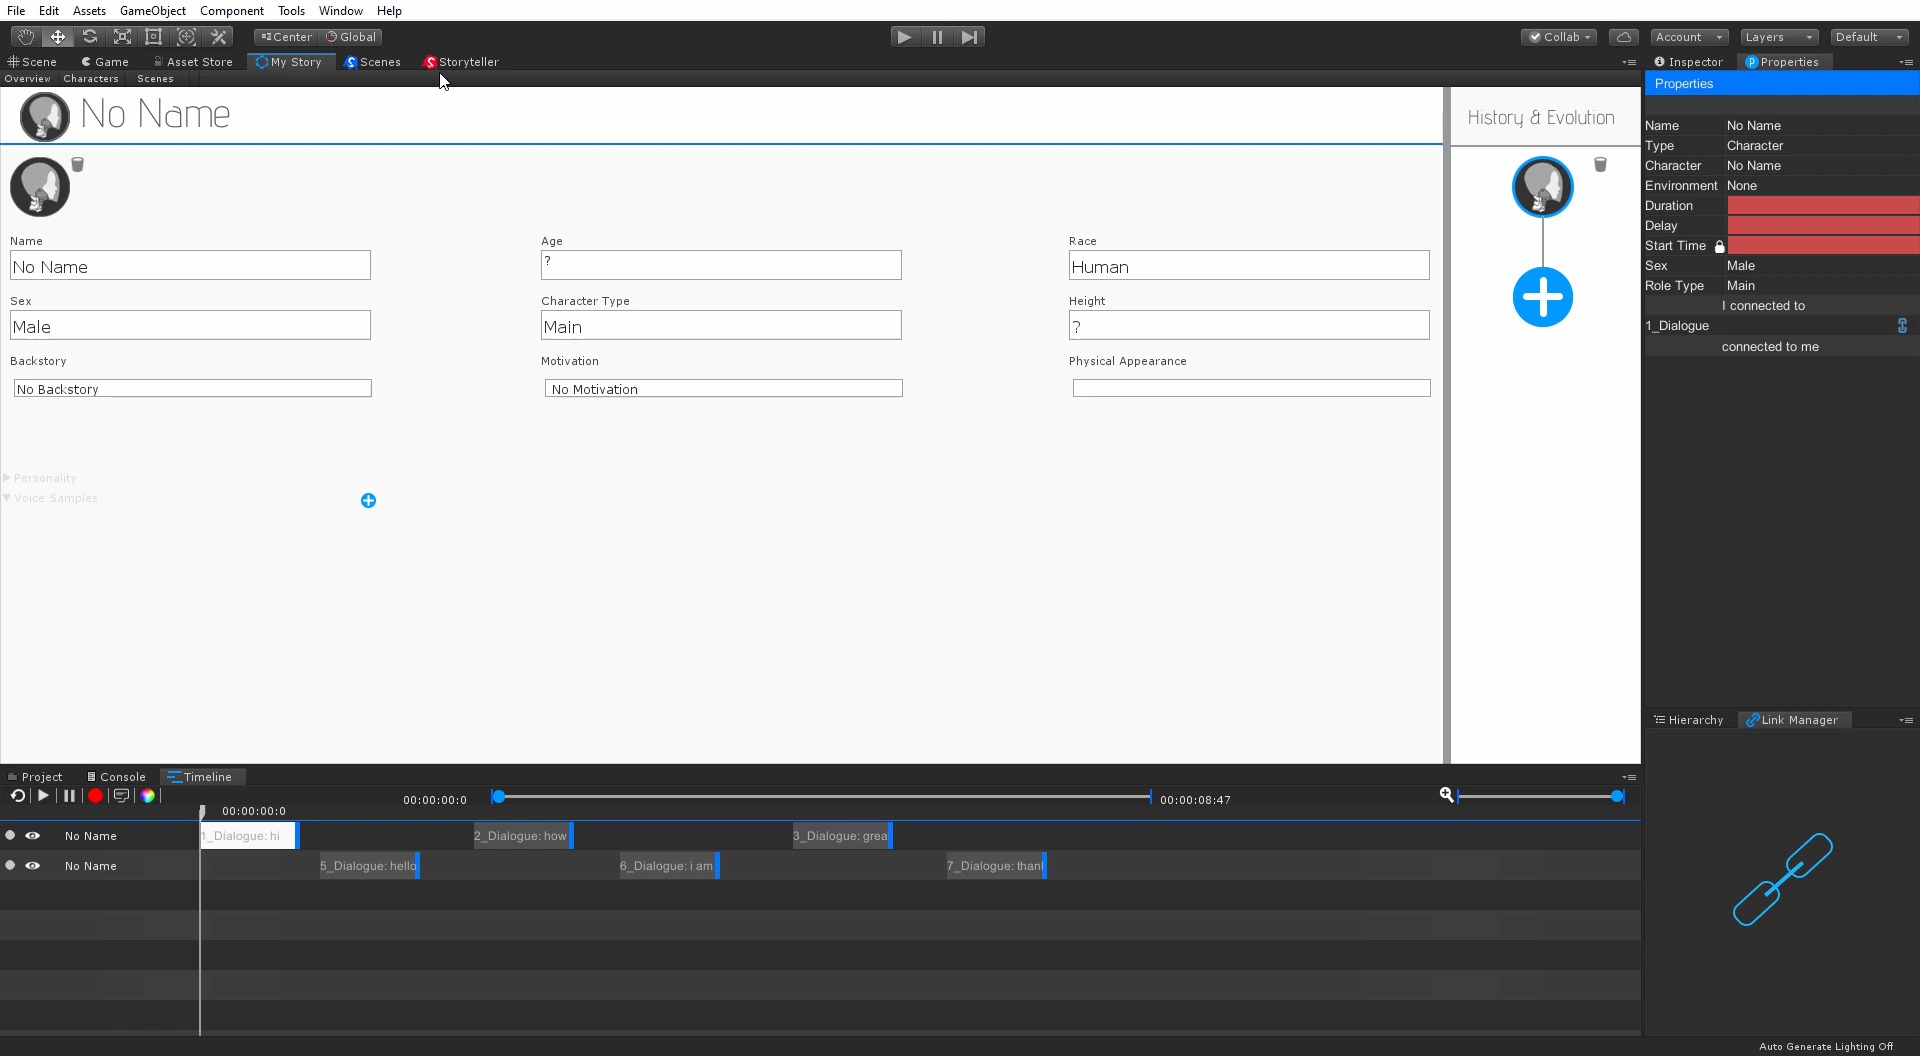 File Edit Assets GameObject Component Tools Window Help
Center Global Collab Account Layers Default
Scene Game Asset Store My Story Scenes Storyteller
Overview Characters Scenes
No Name
Name
No Name
Age
?
Race
Human
Sex
Male
Character Type
Main
Height
?
Backstory
No Backstory
Motivation
No Motivation
Physical Appearance
Personality
Voice Samples
History & Evolution
Inspector Properties
Properties
Name No Name
Type Character
Character No Name
Environment None
Duration
Delay
Start Time
Sex Male
Role Type Main
I connected to
1_Dialogue
connected to me
Hierarchy Link Manager
Project Console Timeline
00:00:00:0 00:00:08:47
00:00:00:0
No Name 1_Dialogue: hi 2_Dialogue: how 3_Dialogue: grea
No Name 5_Dialogue: hello 6_Dialogue: i am 7_Dialogue: than
Auto Generate Lighting Off